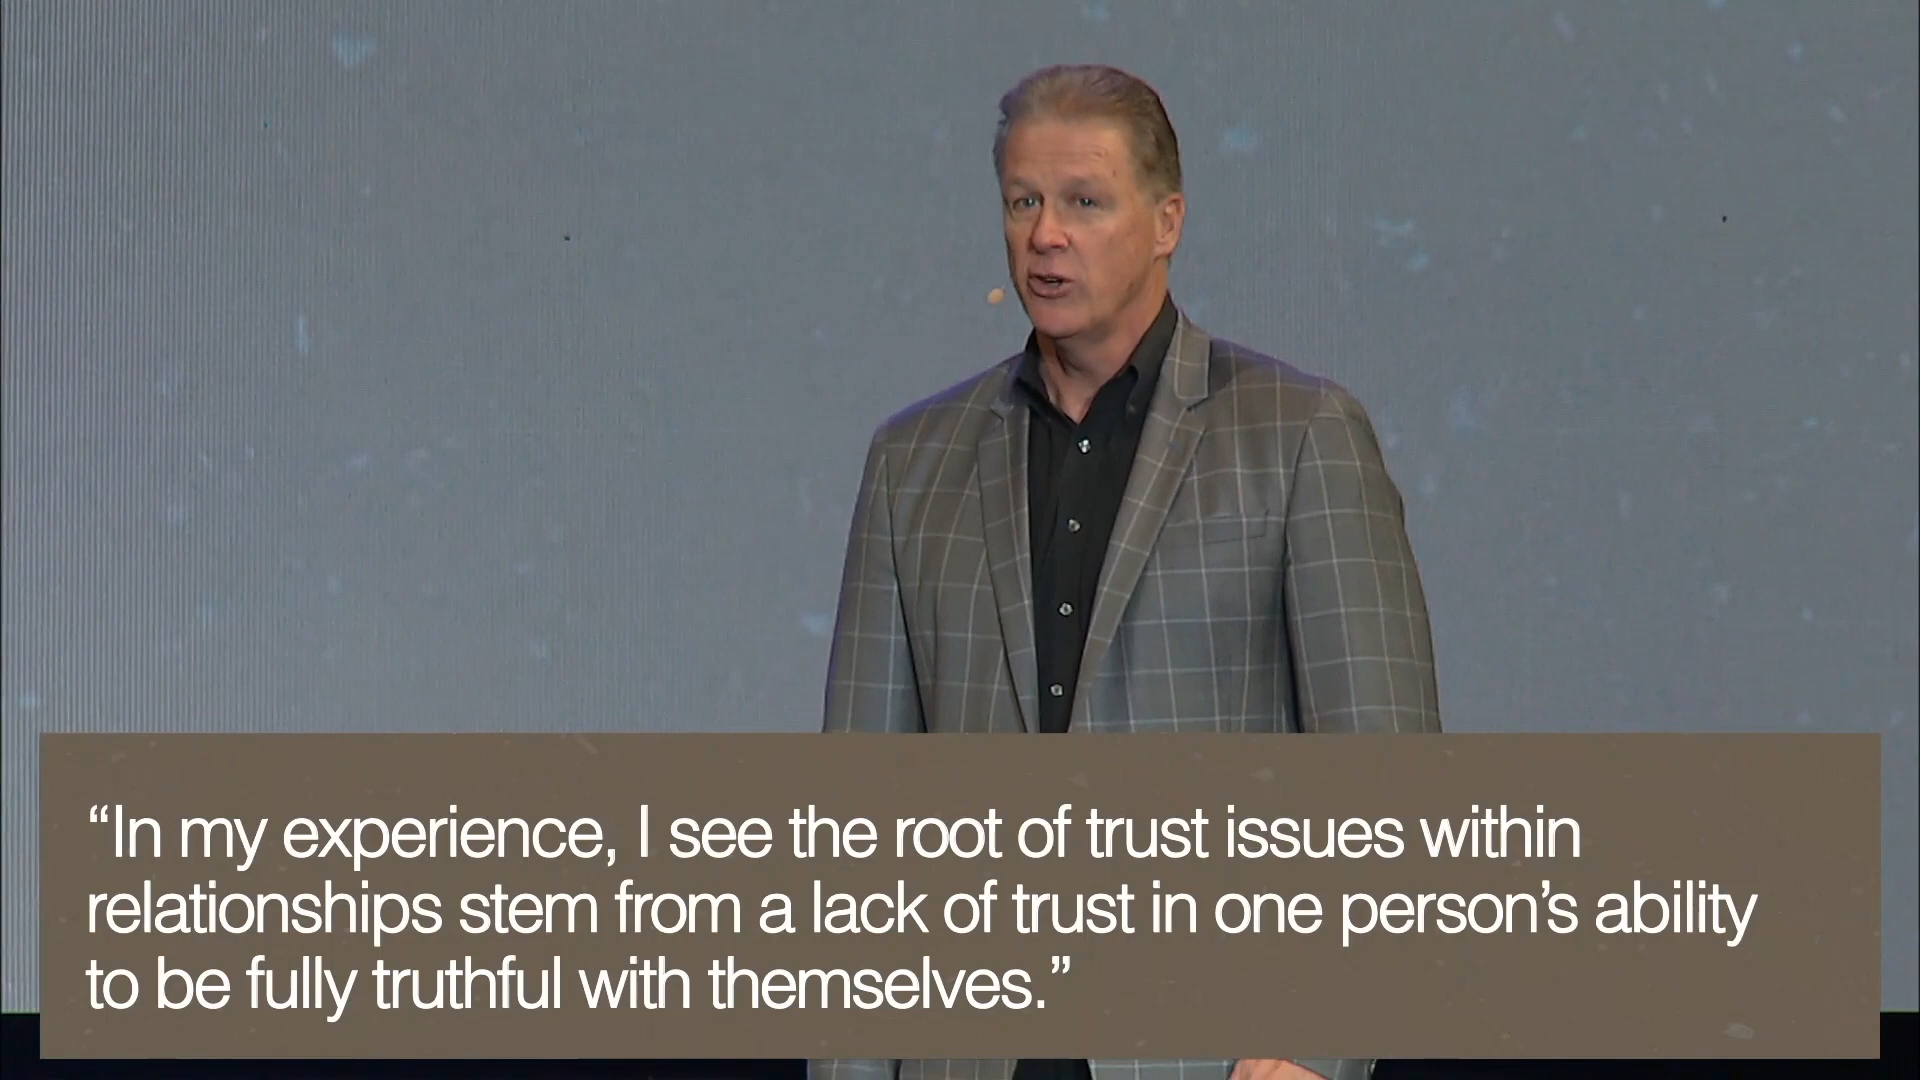 “In my experience, I see the root of trust issues within
relationships stem from a lack of trust in one person’s ability
to be fully truthful with themselves.”